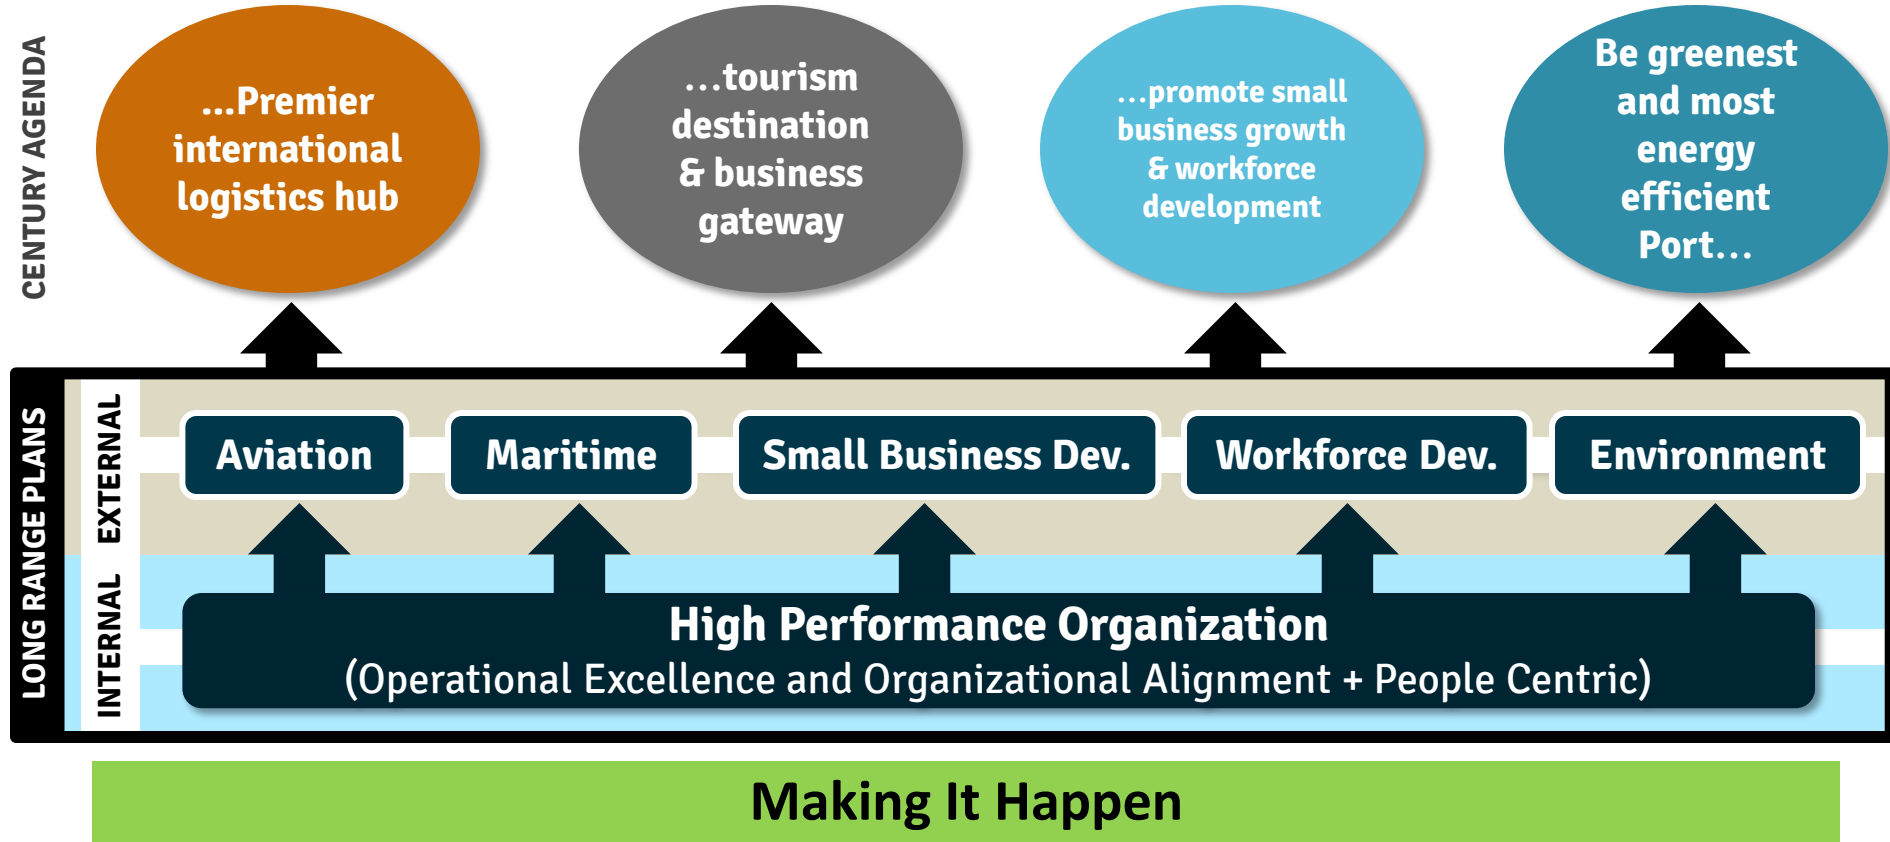 CENTURY AGENDA
...Premier
international
logistics hub
...tourism
destination
& business
gateway
...promote small
business growth
& workforce
development
Be greenest
and most
energy
efficient
Port...
LONG RANGE PLANS
EXTERNAL
Aviation
Maritime
Small Business Dev.
Workforce Dev.
Environment
INTERNAL
High Performance Organization
(Operational Excellence and Organizational Alignment + People Centric)
Making It Happen